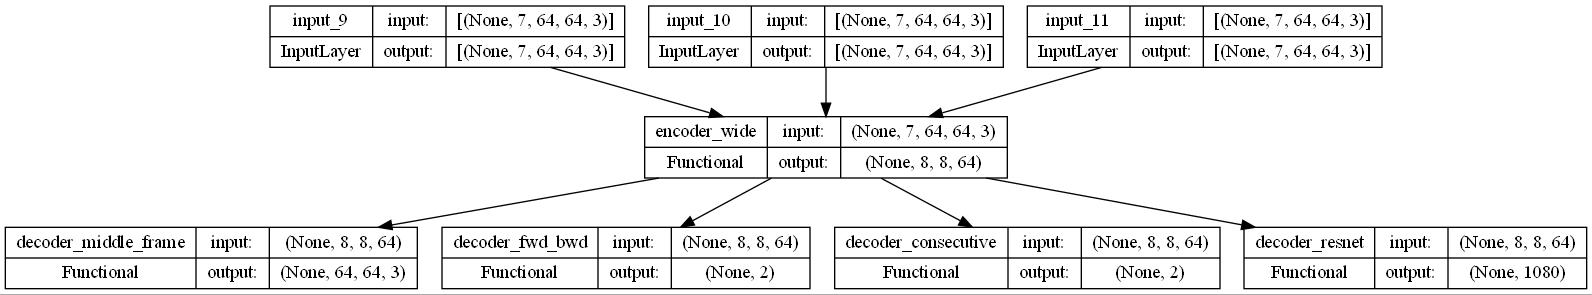 input_9 input: [(None, 7, 64, 64, 3)]
InputLayer output: [(None, 7, 64, 64, 3)]
input_10 input: [(None, 7, 64, 64, 3)]
InputLayer output: [(None, 7, 64, 64, 3)]
input_11 input: [(None, 7, 64, 64, 3)]
InputLayer output: [(None, 7, 64, 64, 3)]
encoder_wide input: (None, 7, 64, 64, 3)
Functional output: (None, 8, 8, 64)
decoder_middle_frame input: (None, 8, 8, 64)
Functional output: (None, 64, 64, 3)
decoder_fwd_bwd input: (None, 8, 8, 64)
Functional output: (None, 2)
decoder_consecutive input: (None, 8, 8, 64)
Functional output: (None, 2)
decoder_resnet input: (None, 8, 8, 64)
Functional output: (None, 1080)